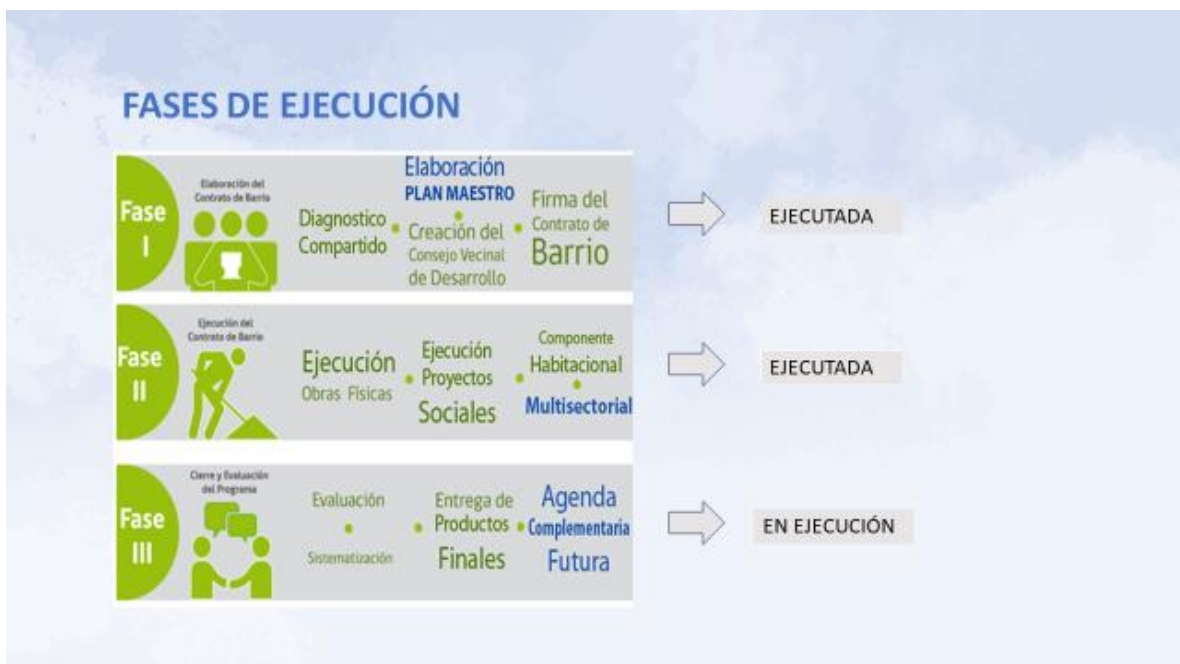 FASES DE EJECUCIÓN
Fase
I
Elaboración del
Contrato de Barrio
Diagnostico
Compartido
Elaboración
PLAN MAESTRO
Creación del
Consejo Vecinal
de Desarrollo
Firma del
Contrato de
Barrio
EJECUTADA
Fase
II
Ejecución del
Contrato de Barrio
Ejecución
Obras Físicas
Ejecución
Proyectos
Sociales
Componente
Habitacional
Multisectorial
EJECUTADA
Fase
III
Cierre y Evaluación
del Programa
Evaluación
Sistematización
Entrega de
Productos
Finales
Agenda
Complementaria
Futura
EN EJECUCIÓN